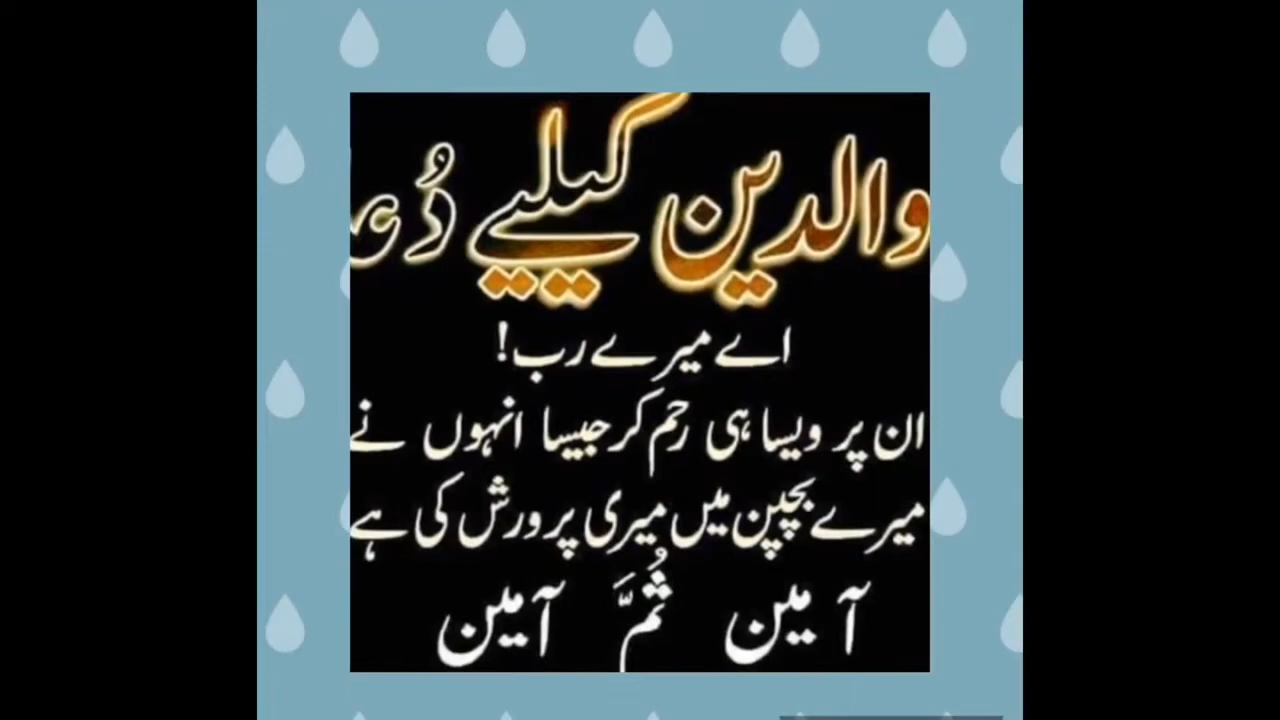 والدین کیلیے دُع
اے میرے رب!
ان پر ویسا ہی رحم کر جیسا انہوں نے
میرے بچپن میں میری پرورش کی ہے
آمین ثُمَّ آمین